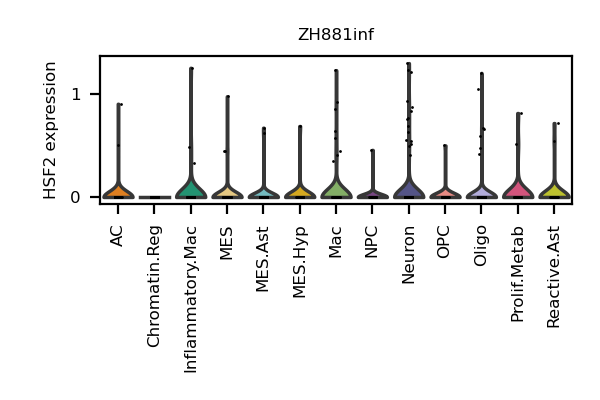 ZH881inf
HSF2 expression
1
0
AC
Chromatin.Reg
Inflammatory.Mac
MES
MES.Ast
MES.Hyp
Mac
NPC
Neuron
OPC
Oligo
Prolif.Metab
Reactive.Ast